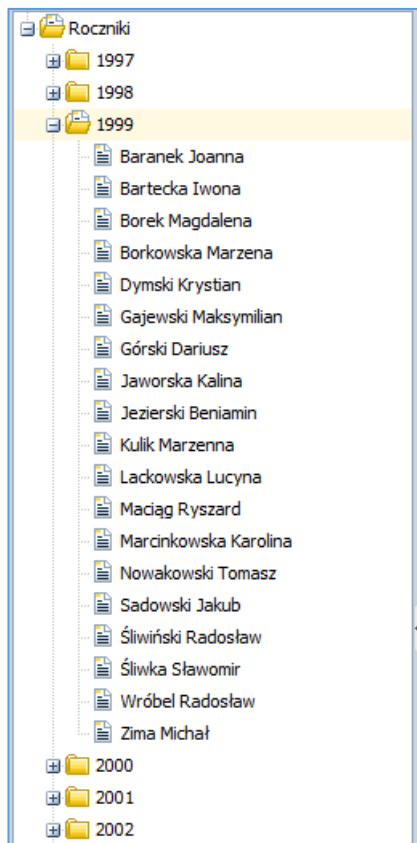 Roczniki
1997
1998
1999
Baranek Joanna
Bartecka Iwona
Borek Magdalena
Borkowska Marzena
Dymski Krystian
Gajewski Maksymilian
Górski Dariusz
Jaworska Kalina
Jezierski Beniamin
Kulik Marzenna
Lackowska Lucyna
Maciąg Ryszard
Marcinkowska Karolina
Nowakowski Tomasz
Sadowski Jakub
Śliwiński Radosław
Śliwka Sławomir
Wróbel Radosław
Zima Michał
2000
2001
2002